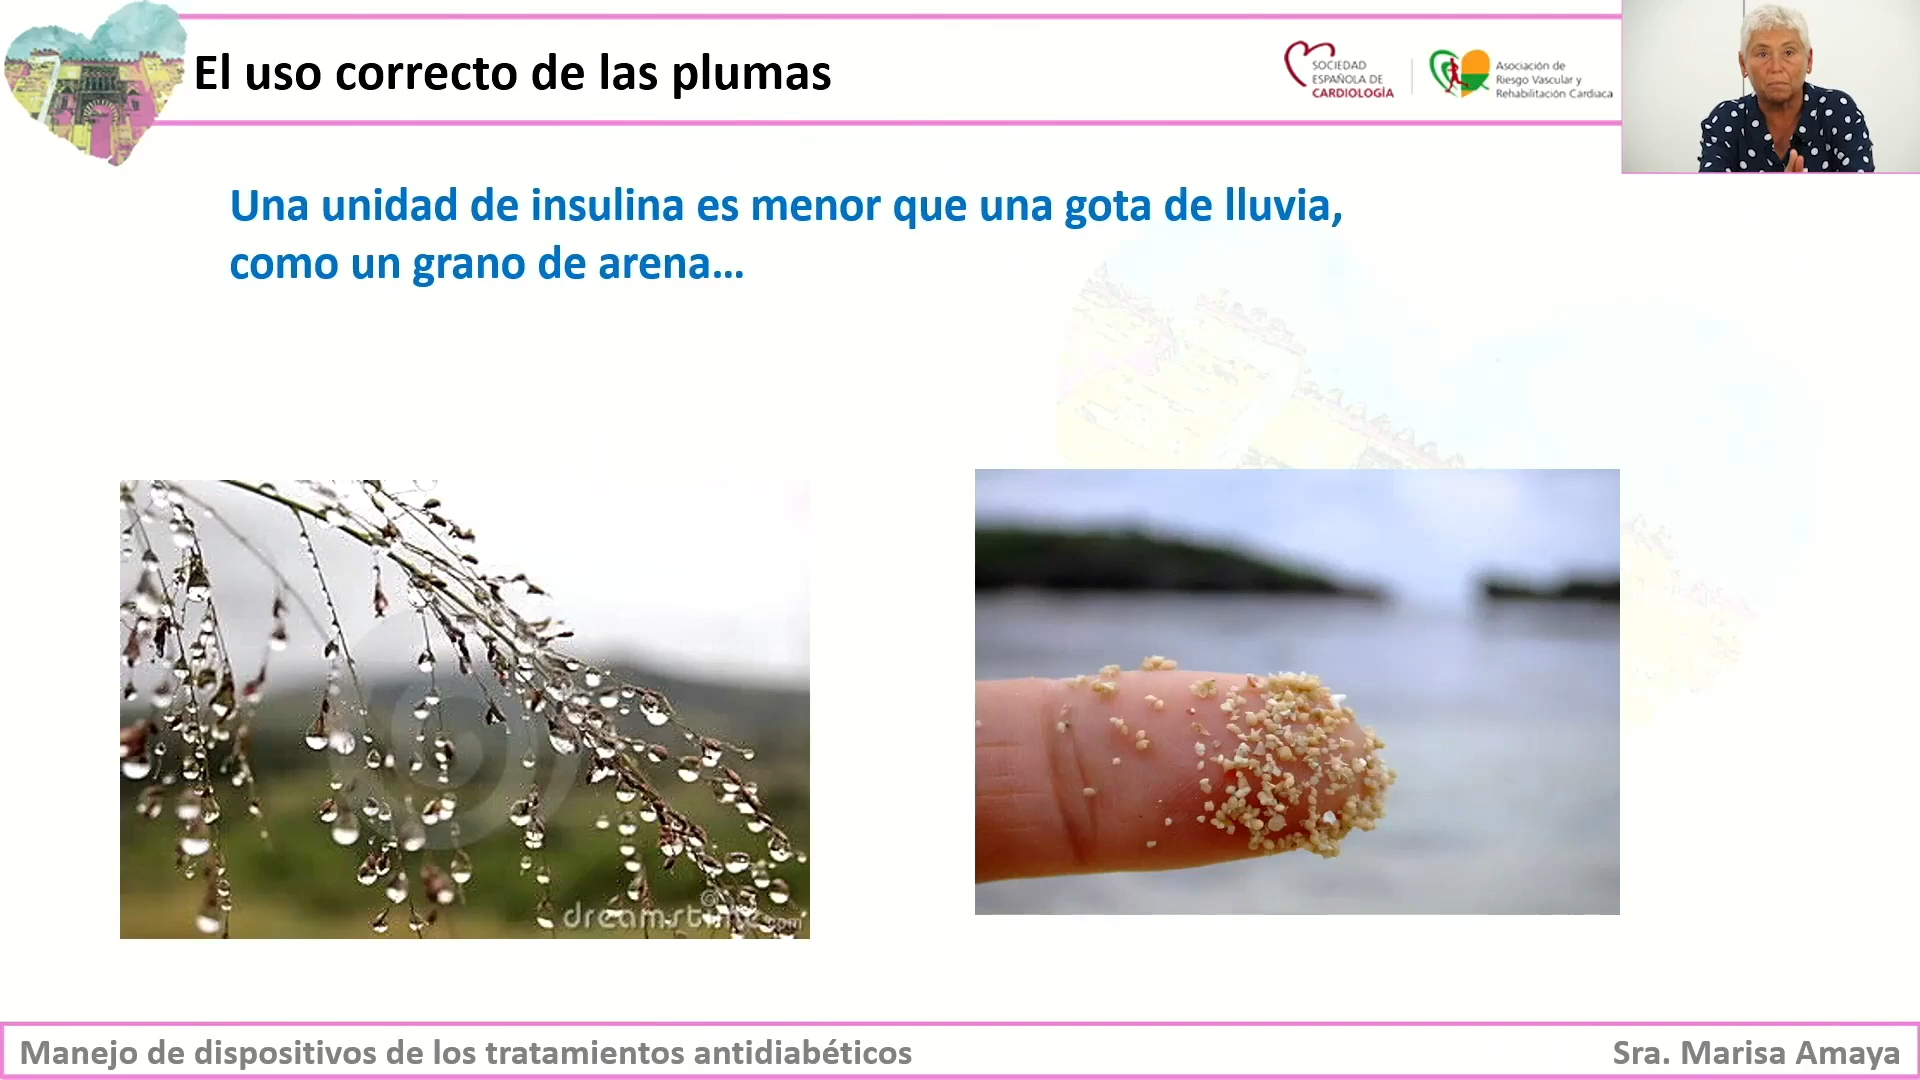 El uso correcto de las plumas
SOCIEDAD
ESPAÑOLA DE
CARDIOLOGÍA
Asociación de
Riesgo Vascular y
Rehabilitación Cardiaca
Una unidad de insulina es menor que una gota de lluvia,
como un grano de arena...
dreamstime.com
Manejo de dispositivos de los tratamientos antidiabéticos
Sra. Marisa Amaya